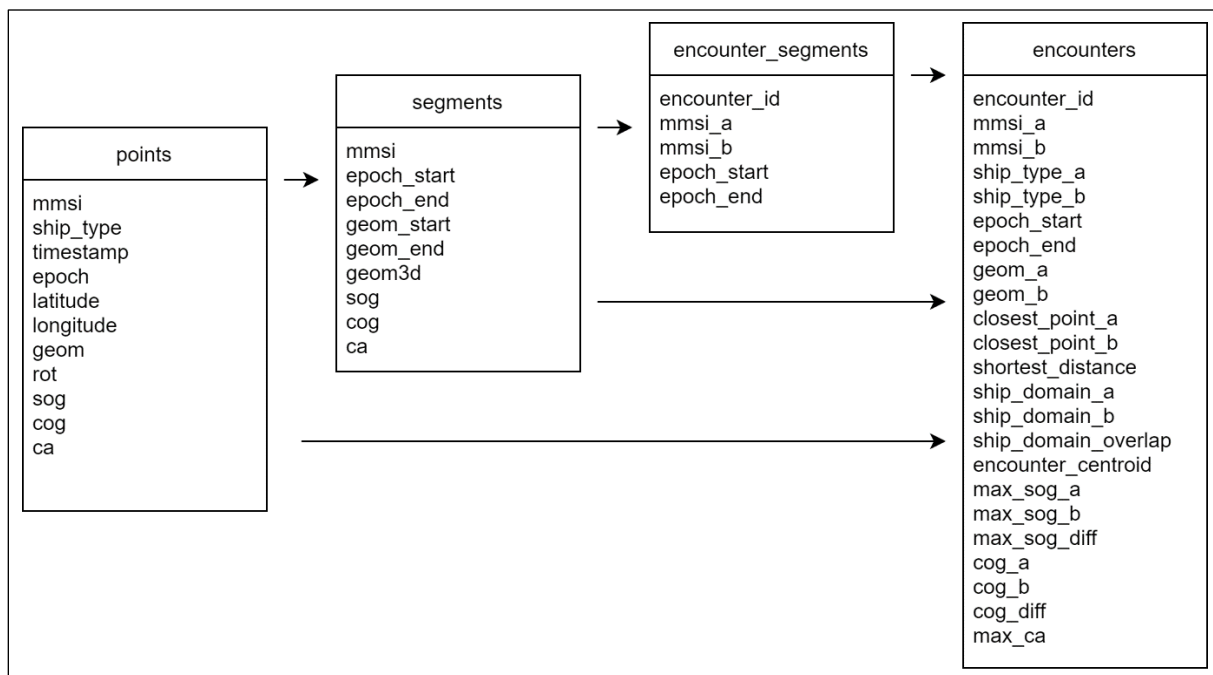 points
mmsi
ship_type
timestamp
epoch
latitude
longitude
geom
rot
sog
cog
ca
segments
mmsi
epoch_start
epoch_end
geom_start
geom_end
geom3d
sog
cog
ca
encounter_segments
encounter_id
mmsi_a
mmsi_b
epoch_start
epoch_end
encounters
encounter_id
mmsi_a
mmsi_b
ship_type_a
ship_type_b
epoch_start
epoch_end
geom_a
geom_b
closest_point_a
closest_point_b
shortest_distance
ship_domain_a
ship_domain_b
ship_domain_overlap
encounter_centroid
max_sog_a
max_sog_b
max_sog_diff
cog_a
cog_b
cog_diff
max_ca